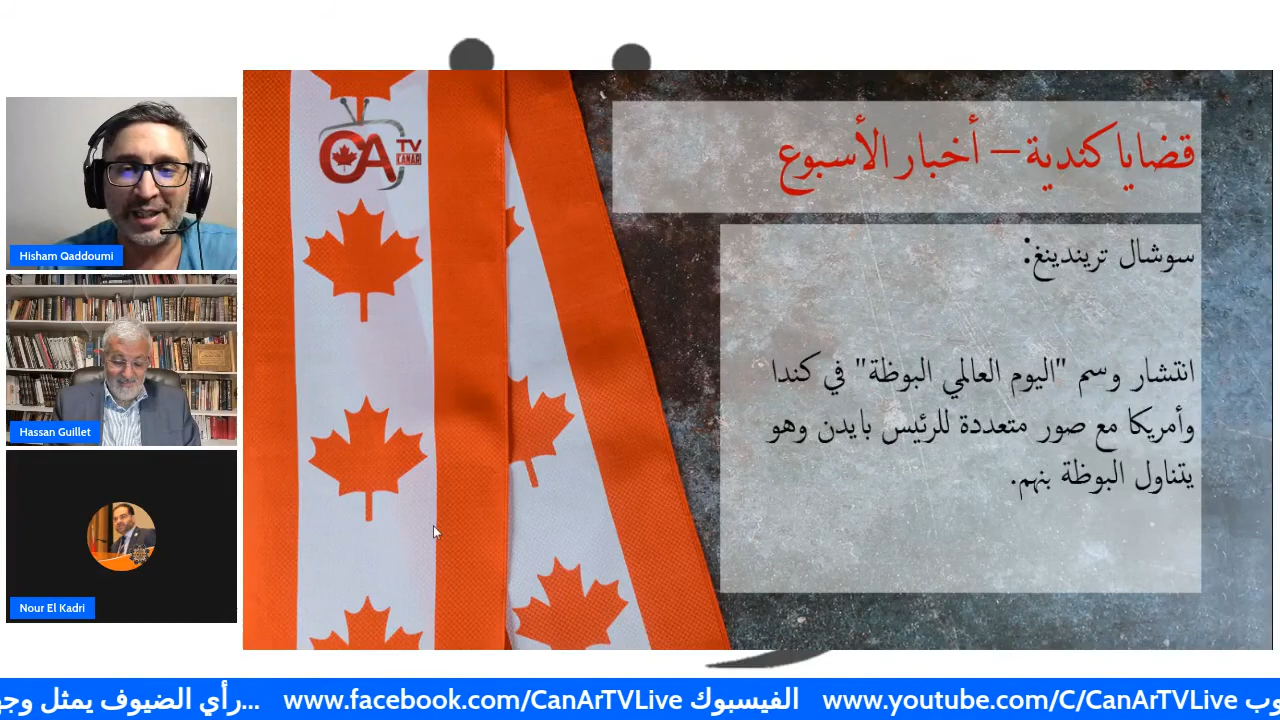 TV
CANAR
قضايا كندية – أخبار الأسبوع
سوشال تريندينغ:
انتشار وسم "اليوم العالمي البوظة" في كندا
وأمريكا مع صور متعددة للرئيس بايدن وهو
يتناول البوظة بنهم.
Hisham Qaddoumi
Hassan Guillet
Nour El Kadri
رأي الضيوف يمثل ...
الفيسبوك www.facebook.com/CanArTVLive
www.youtube.com/C/CanArTVLive